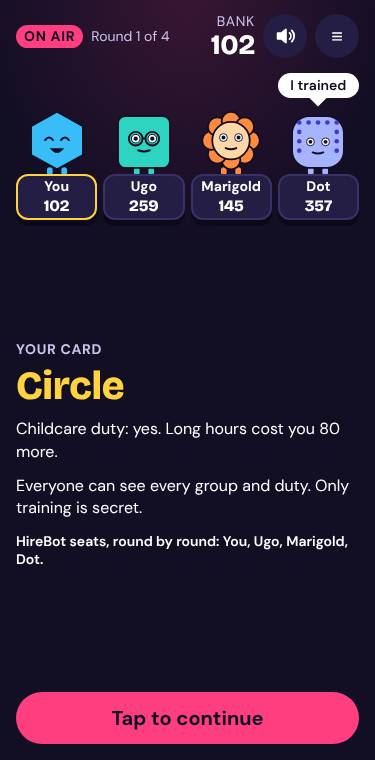 ON AIR
Round 1 of 4
BANK
102
I trained
You
102
Ugo
259
Marigold
145
Dot
357
YOUR CARD
Circle
Childcare duty: yes. Long hours cost you 80
more.
Everyone can see every group and duty. Only
training is secret.
HireBot seats, round by round: You, Ugo, Marigold,
Dot.
Tap to continue